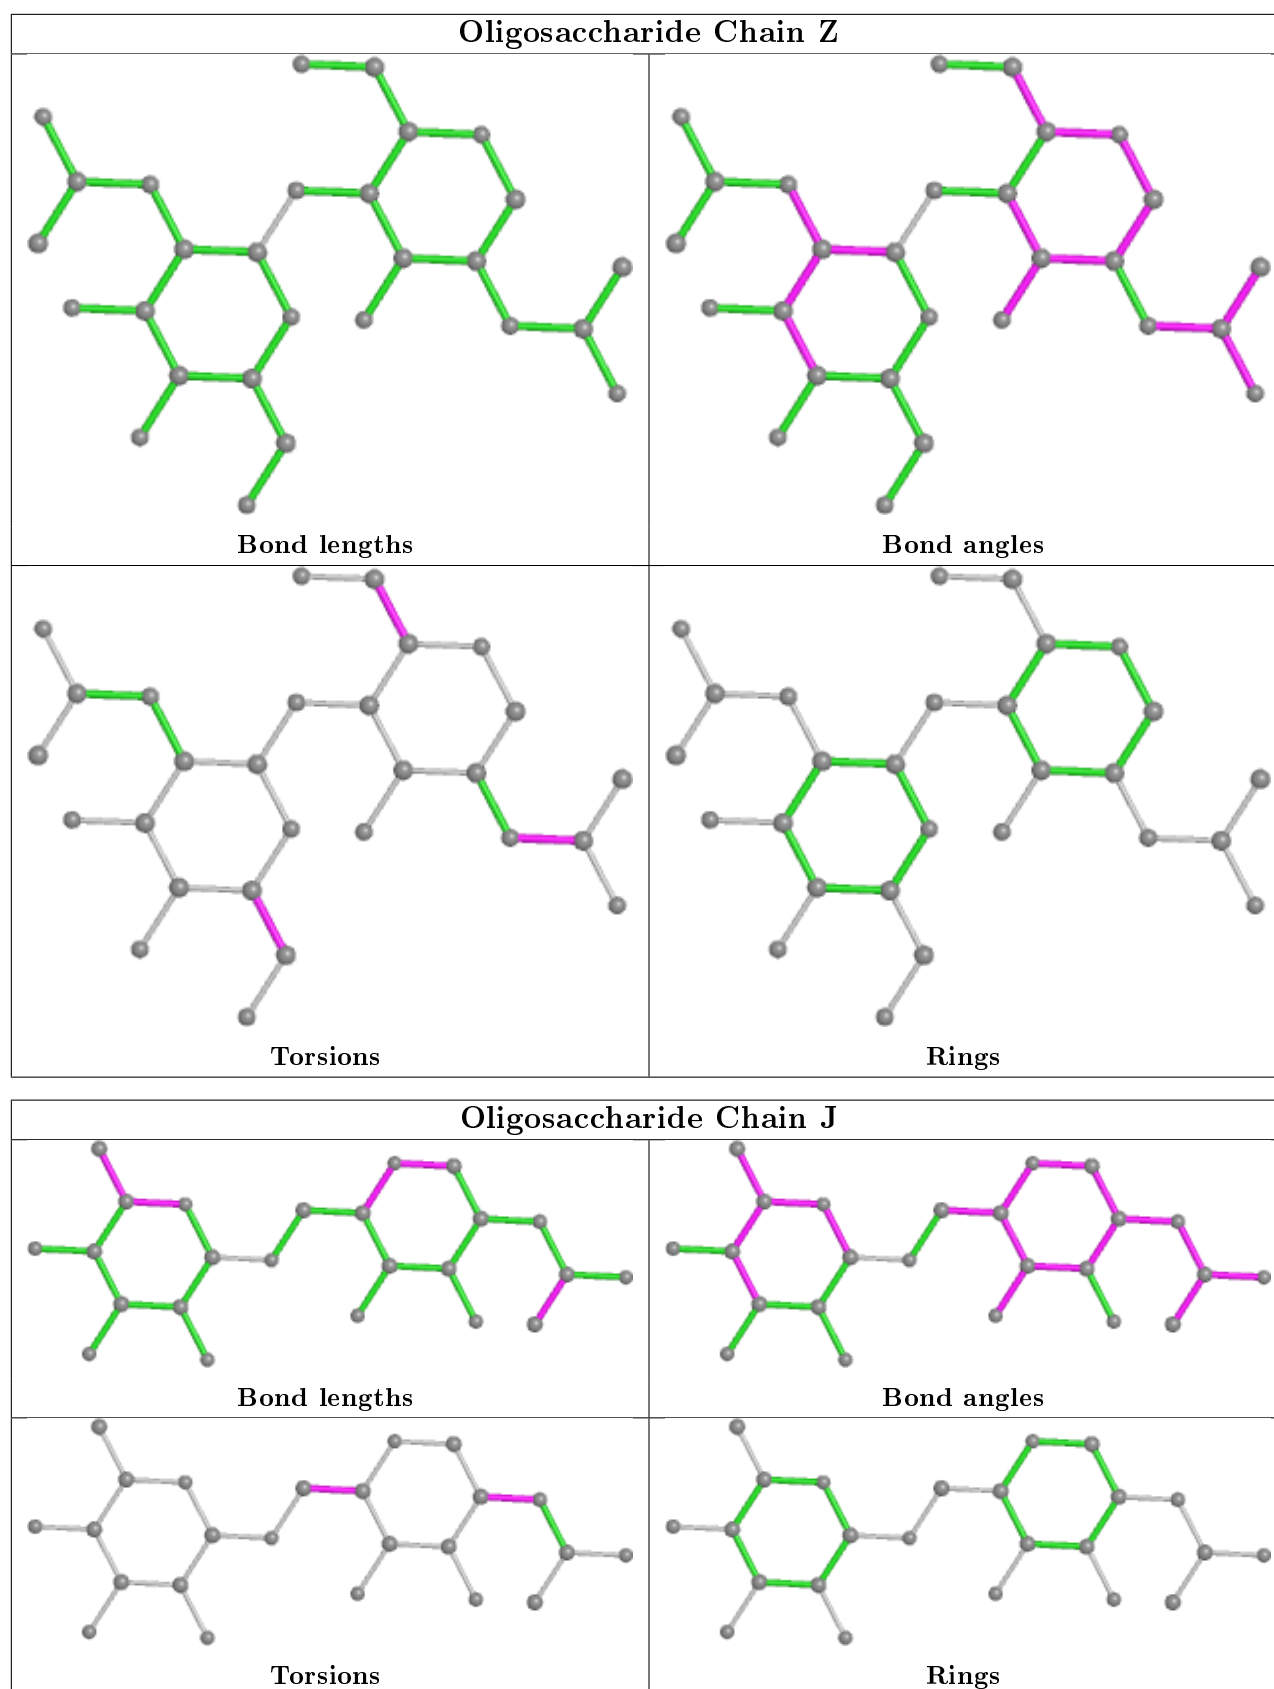 Oligosaccharide Chain Z
Bond lengths
Bond angles
Torsions
Rings
Oligosaccharide Chain J
Bond lengths
Bond angles
Torsions
Rings